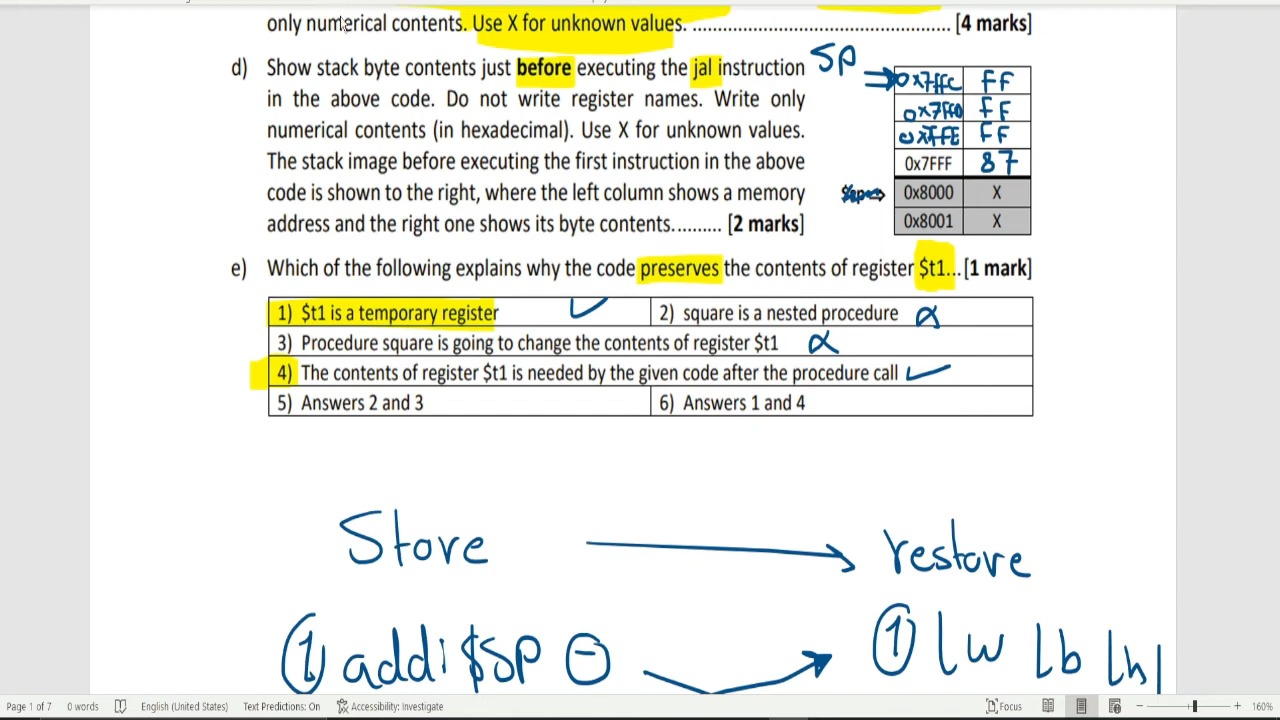 only numerical contents. Use X for unknown values. ................................................... [4 marks]
d) Show stack byte contents just before executing the jal instruction
in the above code. Do not write register names. Write only
numerical contents (in hexadecimal). Use X for unknown values.
The stack image before executing the first instruction in the above
code is shown to the right, where the left column shows a memory
address and the right one shows its byte contents.......... [2 marks]
SP
0x7FFC FF
0x7FFD FF
0x7FFE FF
0x7FFF 87
0x8000 X
0x8001 X
e) Which of the following explains why the code preserves the contents of register $t1... [1 mark]
1) $t1 is a temporary register
2) square is a nested procedure
3) Procedure square is going to change the contents of register $t1
4) The contents of register $t1 is needed by the given code after the procedure call
5) Answers 2 and 3
6) Answers 1 and 4
Store
restore
1 addi $SP -
1 lw lb lh
Page 1 of 7 0 words English (United States) Text Predictions: On Accessibility: Investigate Focus 160%